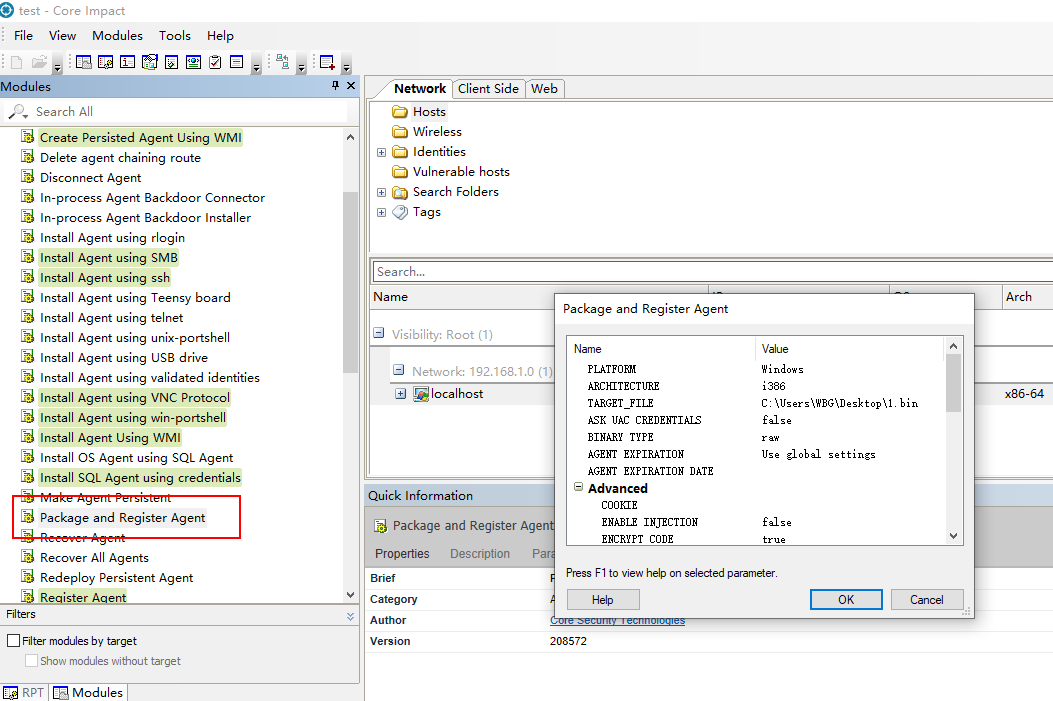 test - Core Impact
File View Modules Tools Help
Modules
Search All
Create Persisted Agent Using WMI
Delete agent chaining route
Disconnect Agent
In-process Agent Backdoor Connector
In-process Agent Backdoor Installer
Install Agent using rlogin
Install Agent using SMB
Install Agent using ssh
Install Agent using Teensy board
Install Agent using telnet
Install Agent using unix-portshell
Install Agent using USB drive
Install Agent using validated identities
Install Agent using VNC Protocol
Install Agent using win-portshell
Install Agent Using WMI
Install OS Agent using SQL Agent
Install SQL Agent using credentials
Make Agent Persistent
Package and Register Agent
Recover Agent
Recover All Agents
Redeploy Persistent Agent
Register Agent
Filters
Filter modules by target
Show modules without target
RPT Modules
Network Client Side Web
Hosts
Wireless
Identities
Vulnerable hosts
Search Folders
Tags
Search...
Name Arch
Visibility: Root (1)
Network: 192.168.1.0 (1)
localhost x86-64
Quick Information
Package and Register Agent
Properties Description
Brief
Category
Author Core Security Technologies
Version 208572
Package and Register Agent
Name Value
PLATFORM Windows
ARCHITECTURE i386
TARGET_FILE C:\Users\WBG\Desktop\1.bin
ASK UAC CREDENTIALS false
BINARY TYPE raw
AGENT EXPIRATION Use global settings
AGENT EXPIRATION DATE
Advanced
COOKIE
ENABLE INJECTION false
ENCRYPT CODE true
Press F1 to view help on selected parameter.
Help OK Cancel